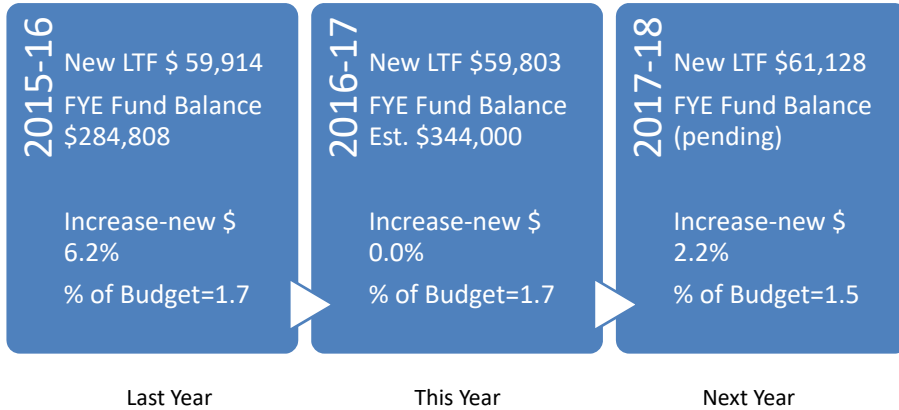 2015-16
New LTF $ 59,914
FYE Fund Balance
$284,808
Increase-new $
6.2%
% of Budget=1.7
2016-17
New LTF $59,803
FYE Fund Balance
Est. $344,000
Increase-new $
0.0%
% of Budget=1.7
2017-18
New LTF $61,128
FYE Fund Balance
(pending)
Increase-new $
2.2%
% of Budget=1.5
Last Year
This Year
Next Year